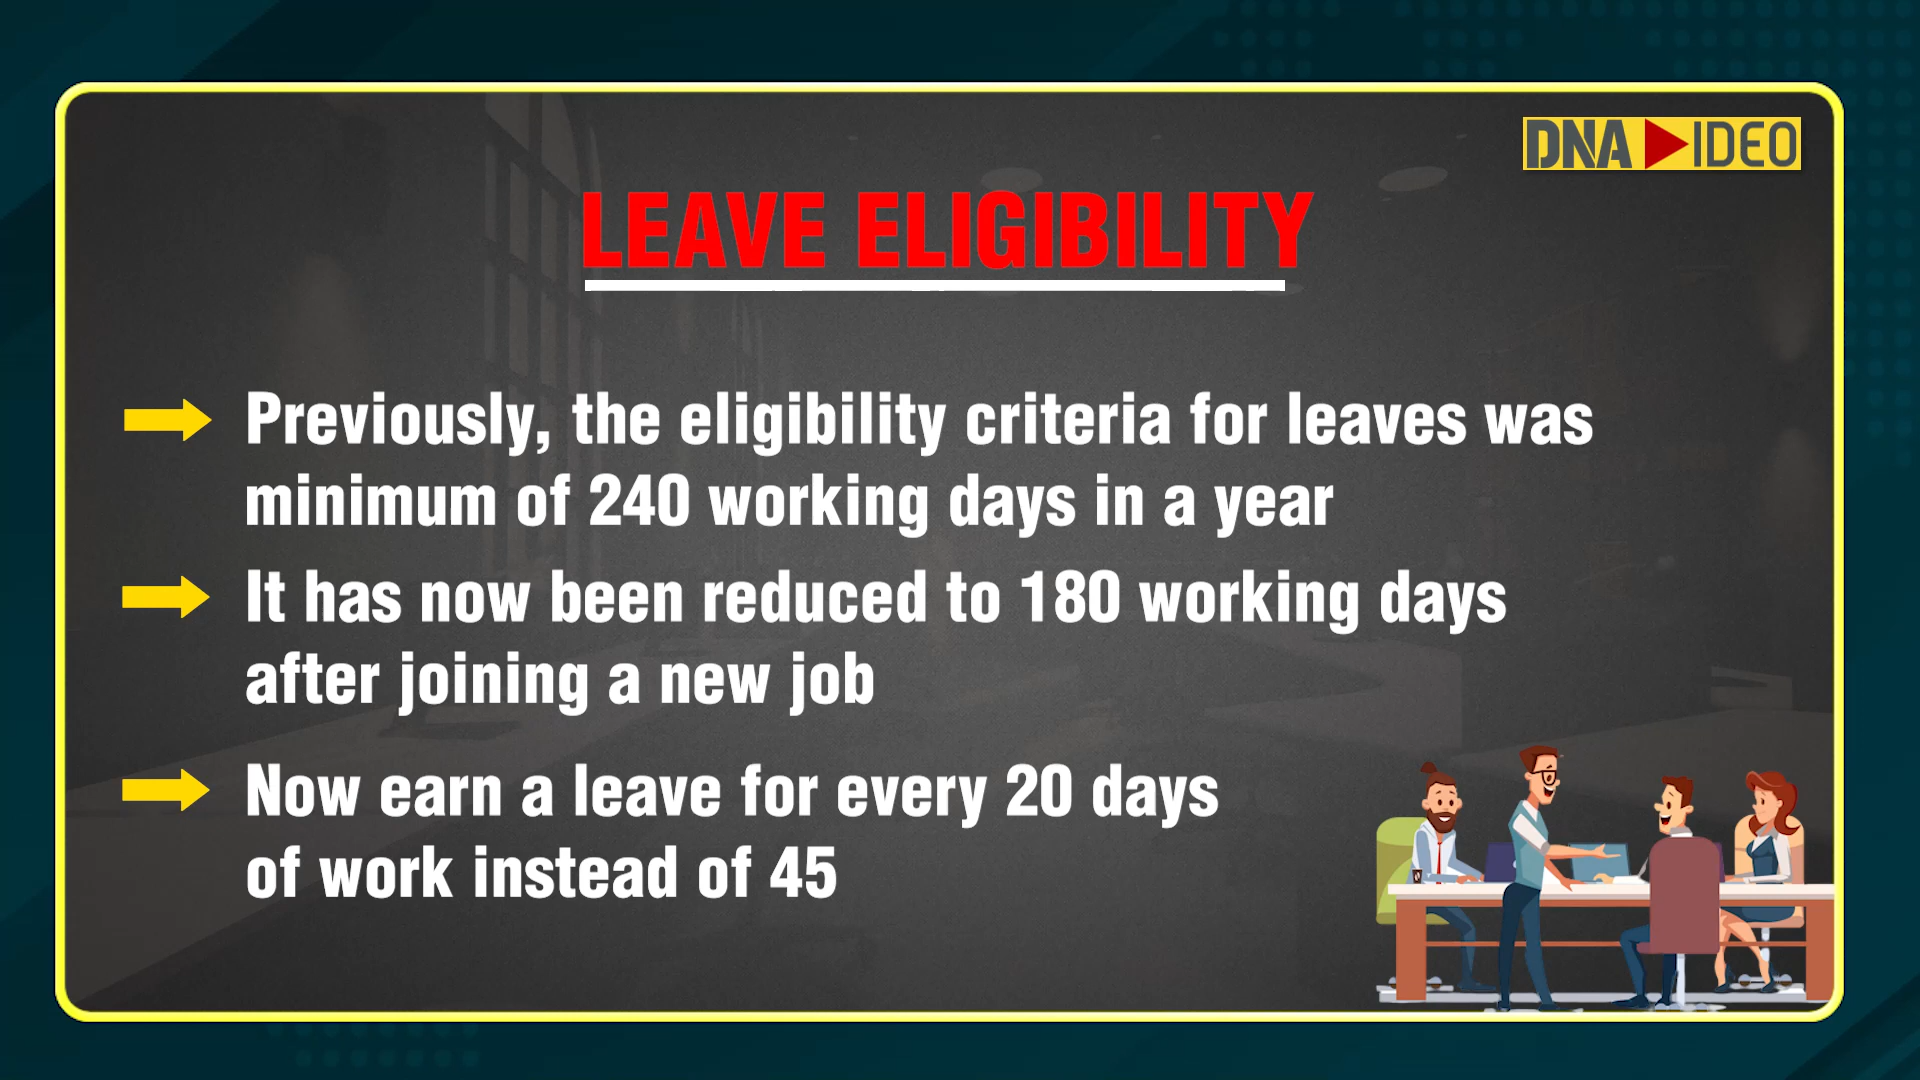 DNA VIDEO
LEAVE ELIGIBILITY
Previously, the eligibility criteria for leaves was
minimum of 240 working days in a year
It has now been reduced to 180 working days
after joining a new job
Now earn a leave for every 20 days
of work instead of 45